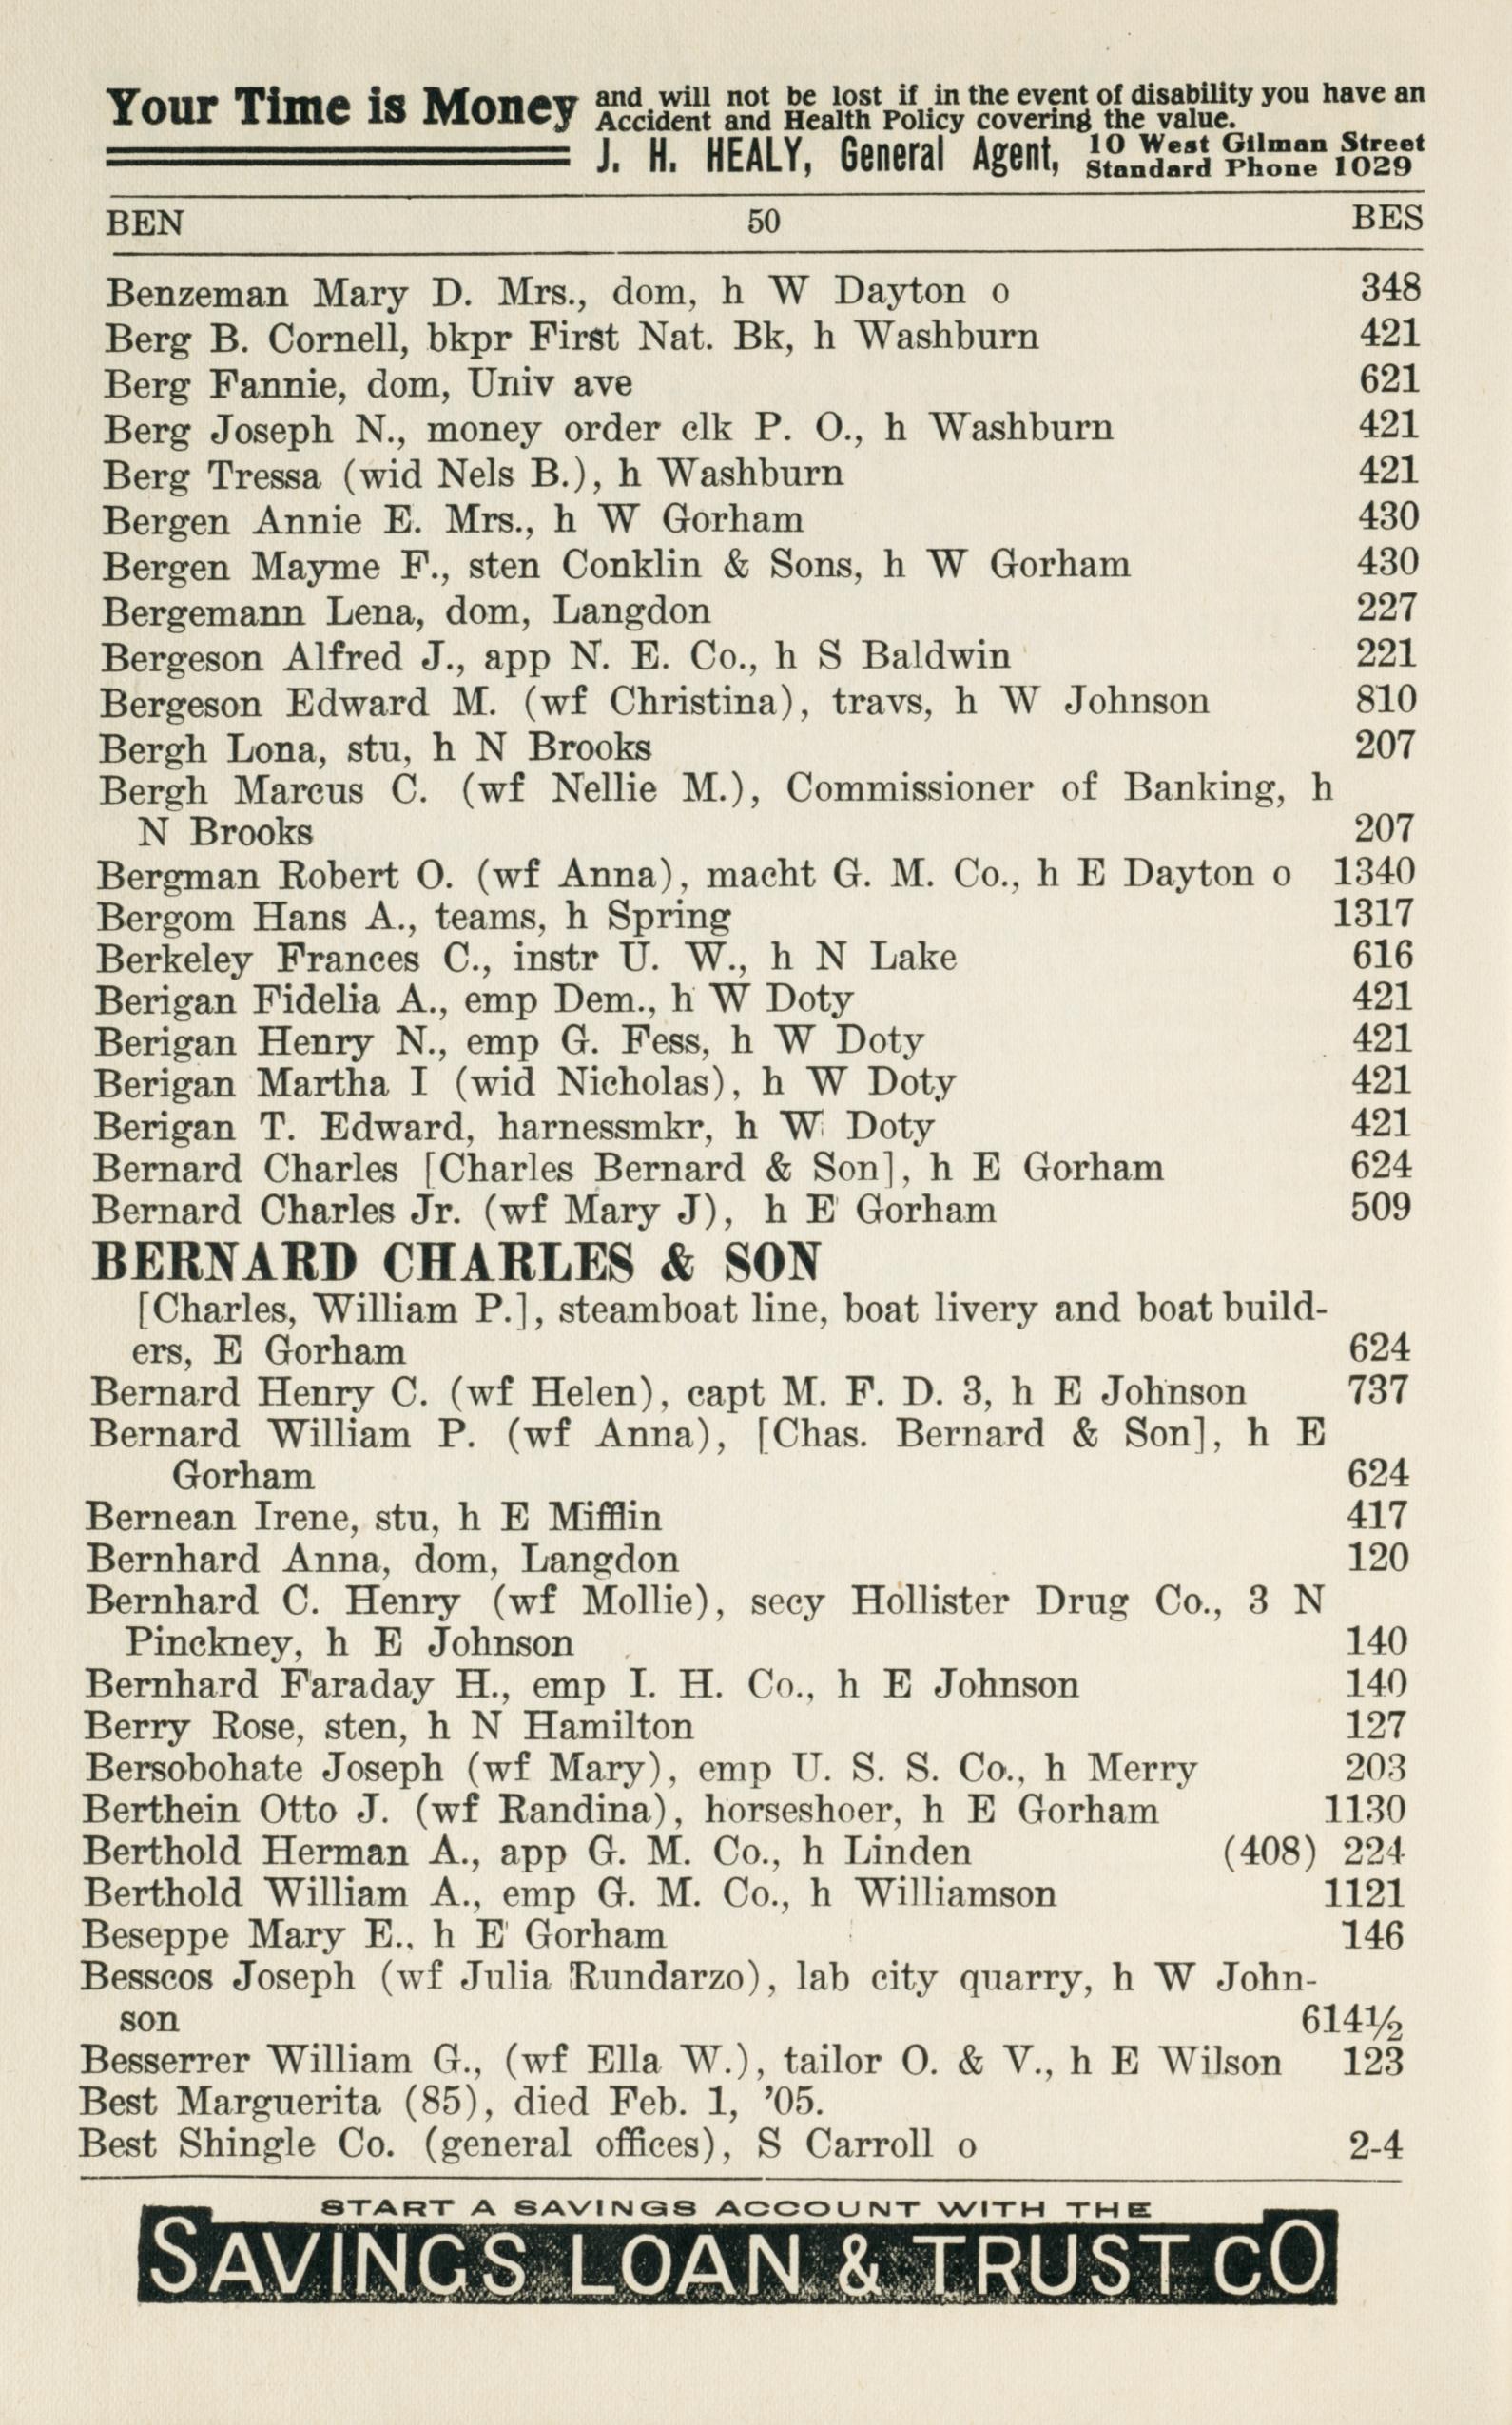 Your Time is Money and will not be lost if in the event of disability you have an
Accident and Health Policy covering the value.
J. H. HEALY, General Agent, 10 West Gilman Street
Standard Phone 1029
BEN 50 BES
Benzeman Mary D. Mrs., dom, h W Dayton o 348
Berg B. Cornell, bkpr First Nat. Bk, h Washburn 421
Berg Fannie, dom, Univ ave 621
Berg Joseph N., money order clk P. O., h Washburn 421
Berg Tressa (wid Nels B.), h Washburn 421
Bergen Annie E. Mrs., h W Gorham 430
Bergen Mayme F., sten Conklin & Sons, h W Gorham 430
Bergemann Lena, dom, Langdon 227
Bergeson Alfred J., app N. E. Co., h S Baldwin 221
Bergeson Edward M. (wf Christina), travs, h W Johnson 810
Bergh Lona, stu, h N Brooks 207
Bergh Marcus C. (wf Nellie M.), Commissioner of Banking, h
N Brooks 207
Bergman Robert O. (wf Anna), macht G. M. Co., h E Dayton o 1340
Bergom Hans A., teams, h Spring 1317
Berkeley Frances C., instr U. W., h N Lake 616
Berigan Fidelia A., emp Dem., h W Doty 421
Berigan Henry N., emp G. Fess, h W Doty 421
Berigan Martha I (wid Nicholas), h W Doty 421
Berigan T. Edward, harnessmkr, h W Doty 421
Bernard Charles [Charles Bernard & Son], h E Gorham 624
Bernard Charles Jr. (wf Mary J), h E Gorham 509
BERNARD CHARLES & SON
[Charles, William P.], steamboat line, boat livery and boat build-
ers, E Gorham 624
Bernard Henry C. (wf Helen), capt M. F. D. 3, h E Johnson 737
Bernard William P. (wf Anna), [Chas. Bernard & Son], h E
Gorham 624
Bernean Irene, stu, h E Mifflin 417
Bernhard Anna, dom, Langdon 120
Bernhard C. Henry (wf Mollie), secy Hollister Drug Co., 3 N
Pinckney, h E Johnson 140
Bernhard Faraday H., emp I. H. Co., h E Johnson 140
Berry Rose, sten, h N Hamilton 127
Bersobohate Joseph (wf Mary), emp U. S. S. Co., h Merry 203
Berthein Otto J. (wf Randina), horseshoer, h E Gorham 1130
Berthold Herman A., app G. M. Co., h Linden (408) 224
Berthold William A., emp G. M. Co., h Williamson 1121
Beseppe Mary E., h E Gorham 146
Besscos Joseph (wf Julia Rundarzo), lab city quarry, h W John-
son 614½
Besserrer William G., (wf Ella W.), tailor O. & V., h E Wilson 123
Best Marguerita (85), died Feb. 1, '05.
Best Shingle Co. (general offices), S Carroll o 2-4
START A SAVINGS ACCOUNT WITH THE
SAVINGS LOAN & TRUST CO